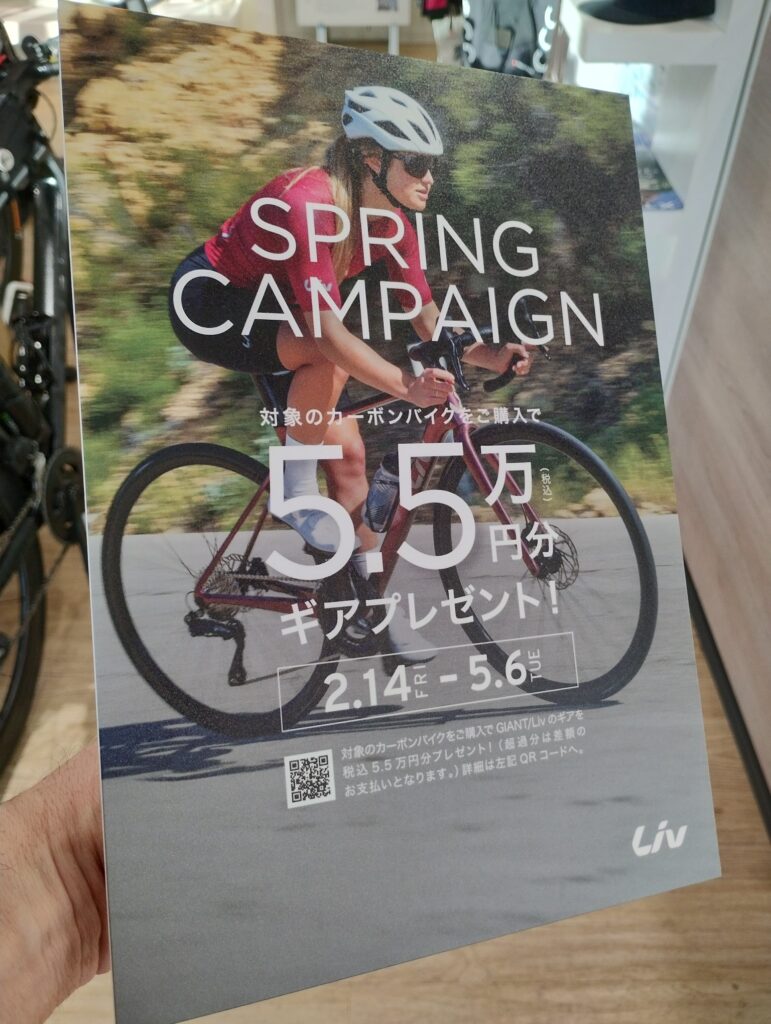 SPRING
CAMPAIGN
対象のカーボンバイクをご購入で
5.5万円分(税込)
ギアプレゼント!
2.14 FRI - 5.6 TUE
対象のカーボンバイクをご購入でGIANT/Livのギアを
税込5.5万円分プレゼント!(超過分は差額の
お支払いとなります。)詳細は左記QRコードへ。
Liv
Liv